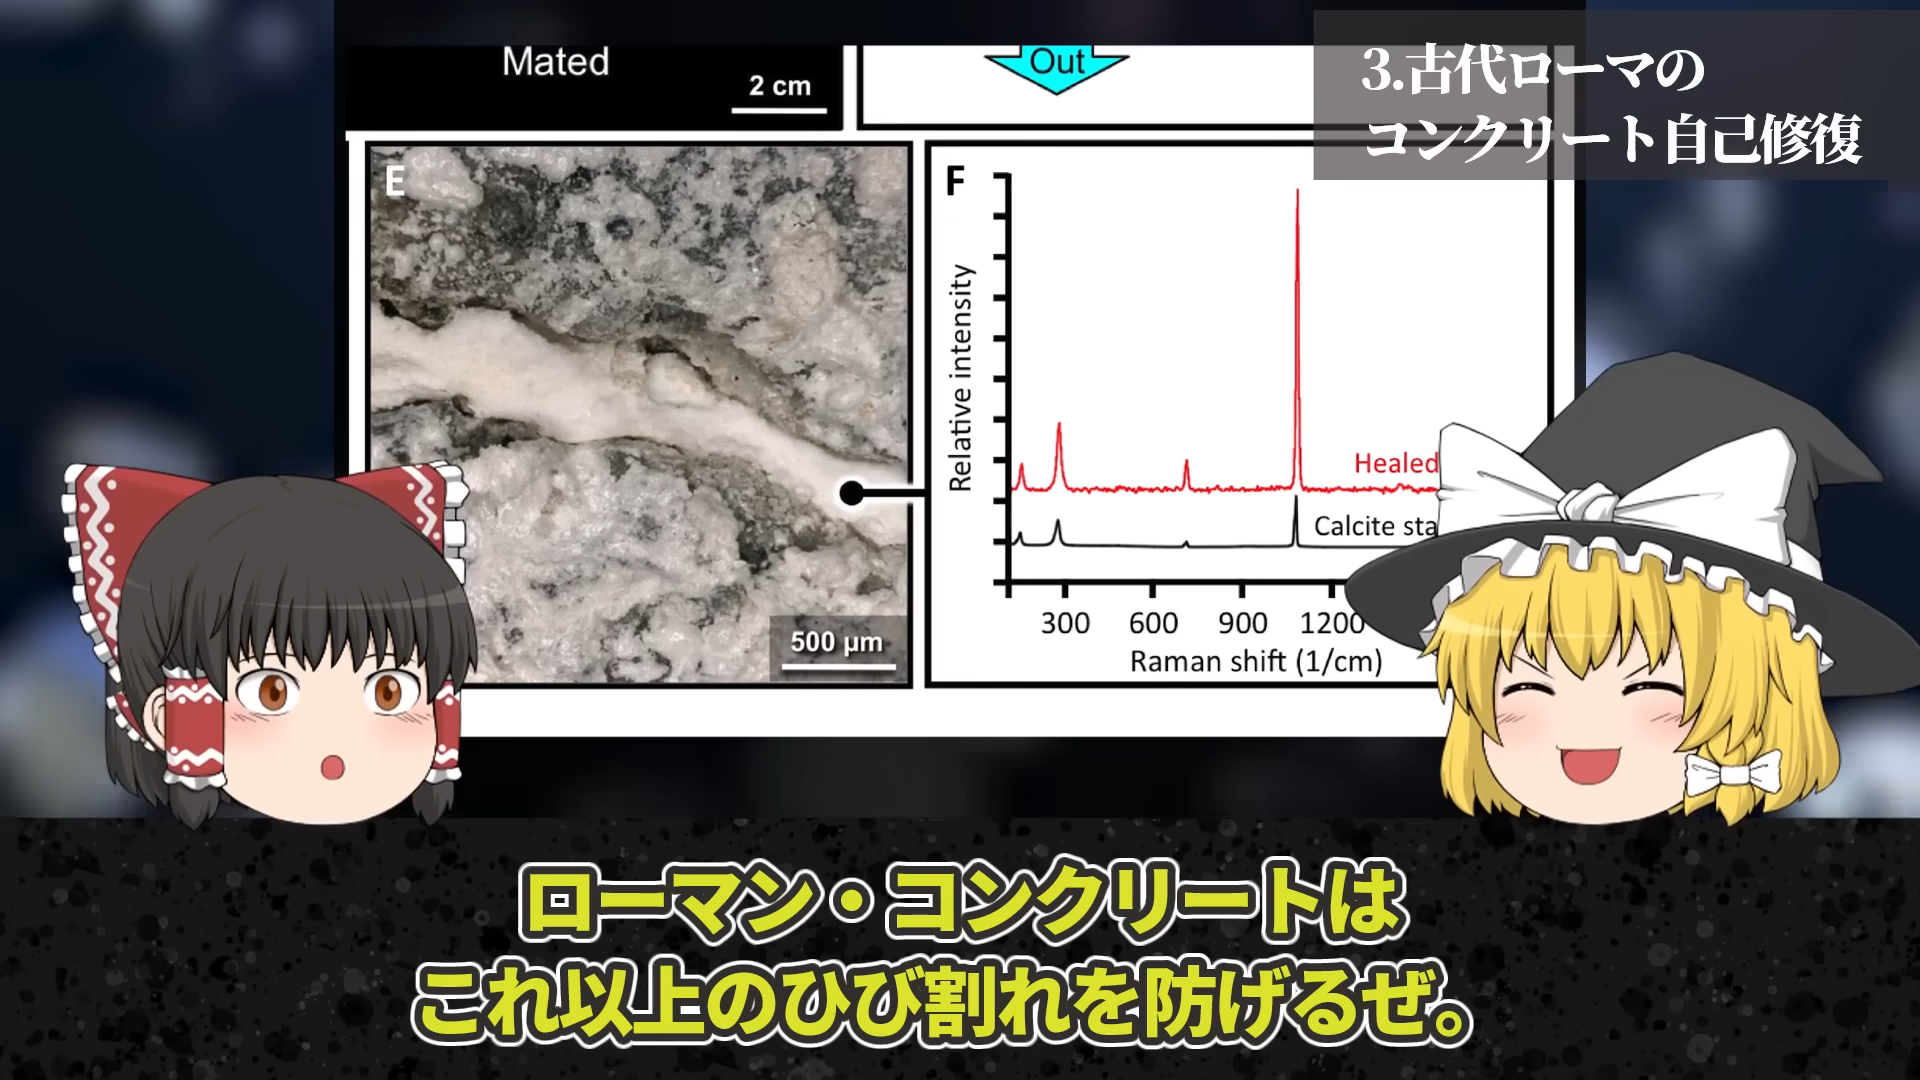 Mated
2 cm
Out
3.古代ローマの
コンクリート自己修復
E
500 µm
F
Relative intensity
Healed
Calcite
300 600 900 1200
Raman shift (1/cm)
ローマン・コンクリートは
これ以上のひび割れを防げるぜ。